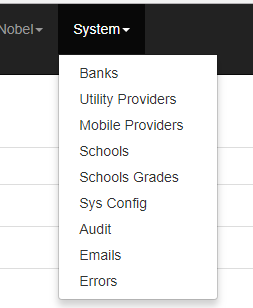 Nobel System
Banks
Utility Providers
Mobile Providers
Schools
Schools Grades
Sys Config
Audit
Emails
Errors